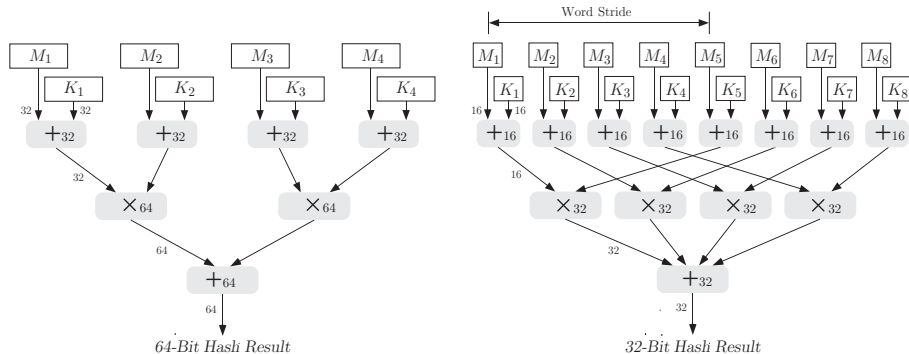 Word Stride
M1 M2 M3 M4 M1 M2 M3 M4 M5 M6 M7 M8
K1 K2 K3 K4 K1 K2 K3 K4 K5 K6 K7 K8
32 32 16 16
+32 +32 +32 +32 +16 +16 +16 +16 +16 +16 +16 +16
32 16
×64 ×64 ×32 ×32 ×32 ×32
64 32
+64 +32
64 32
64-Bit Hash Result 32-Bit Hash Result